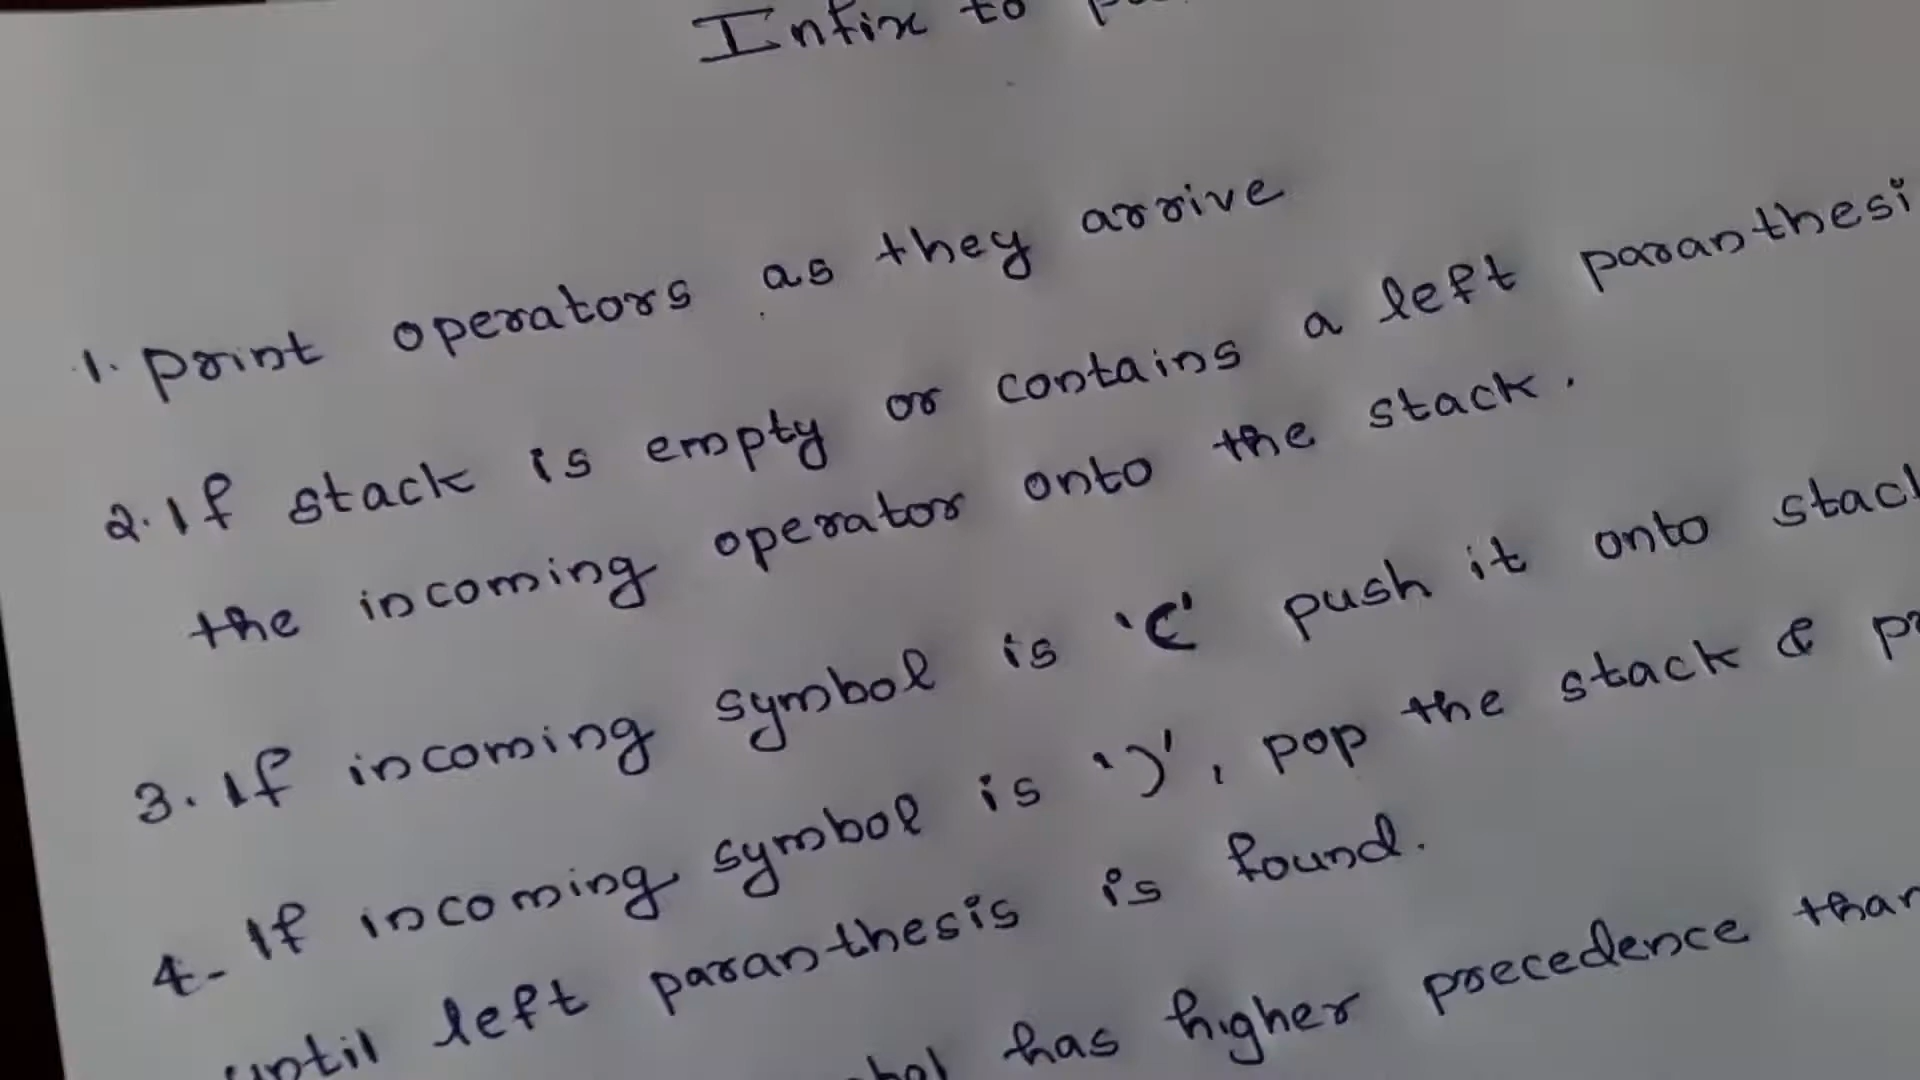 Infix to
1. print operators as they arrive
2. If stack is empty or contains a left paranthesi
the incoming operator onto the stack.
3. If incoming symbol is '(' push it onto stack
4- If incoming symbol is ')', pop the stack & pr
until left paranthesis is found.
has higher precedence than